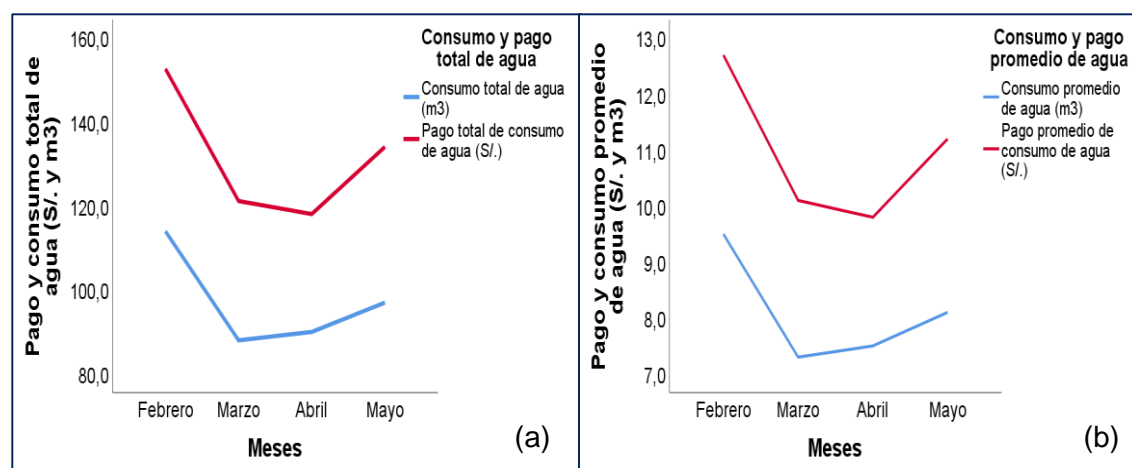 Pago y consumo total de
agua (S/. y m3)
160,0
140,0
120,0
100,0
80,0
Febrero Marzo Abril Mayo
Meses
Consumo y pago
total de agua
Consumo total de agua
(m3)
Pago total de consumo
de agua (S/.)
(a)
Pago y consumo promedio
de agua (S/. y m3)
13,0
12,0
11,0
10,0
9,0
8,0
7,0
Febrero Marzo Abril Mayo
Meses
Consumo y pago
promedio de agua
Consumo promedio
de agua (m3)
Pago promedio de
consumo de agua
(S/.)
(b)